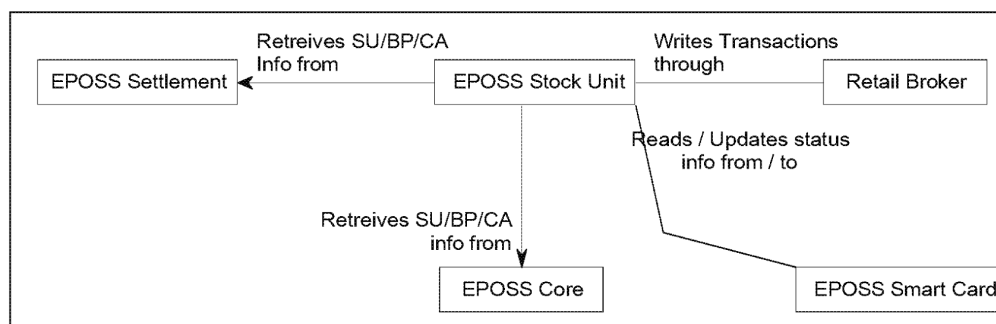 Retreives SU/BP/CA
Info from
Writes Transactions
through
EPOSS Settlement
EPOSS Stock Unit
Retail Broker
Reads / Updates status
info from / to
Retreives SU/BP/CA
info from
EPOSS Core
EPOSS Smart Card